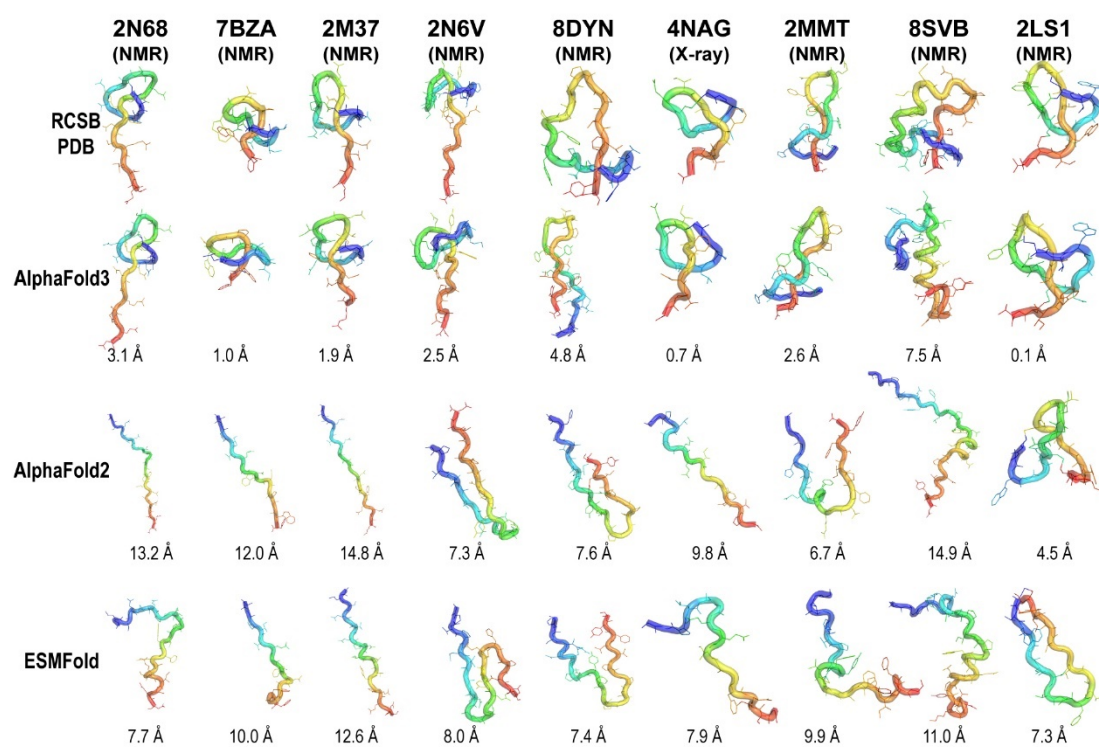 2N68 7BZA 2M37 2N6V 8DYN 4NAG 2MMT 8SVB 2LS1
(NMR) (NMR) (NMR) (NMR) (NMR) (X-ray) (NMR) (NMR) (NMR)
RCSB
PDB
AlphaFold3
3.1 Å 1.0 Å 1.9 Å 2.5 Å 4.8 Å 0.7 Å 2.6 Å 7.5 Å 0.1 Å
AlphaFold2
13.2 Å 12.0 Å 14.8 Å 7.3 Å 7.6 Å 9.8 Å 6.7 Å 14.9 Å 4.5 Å
ESMFold
7.7 Å 10.0 Å 12.6 Å 8.0 Å 7.4 Å 7.9 Å 9.9 Å 11.0 Å 7.3 Å